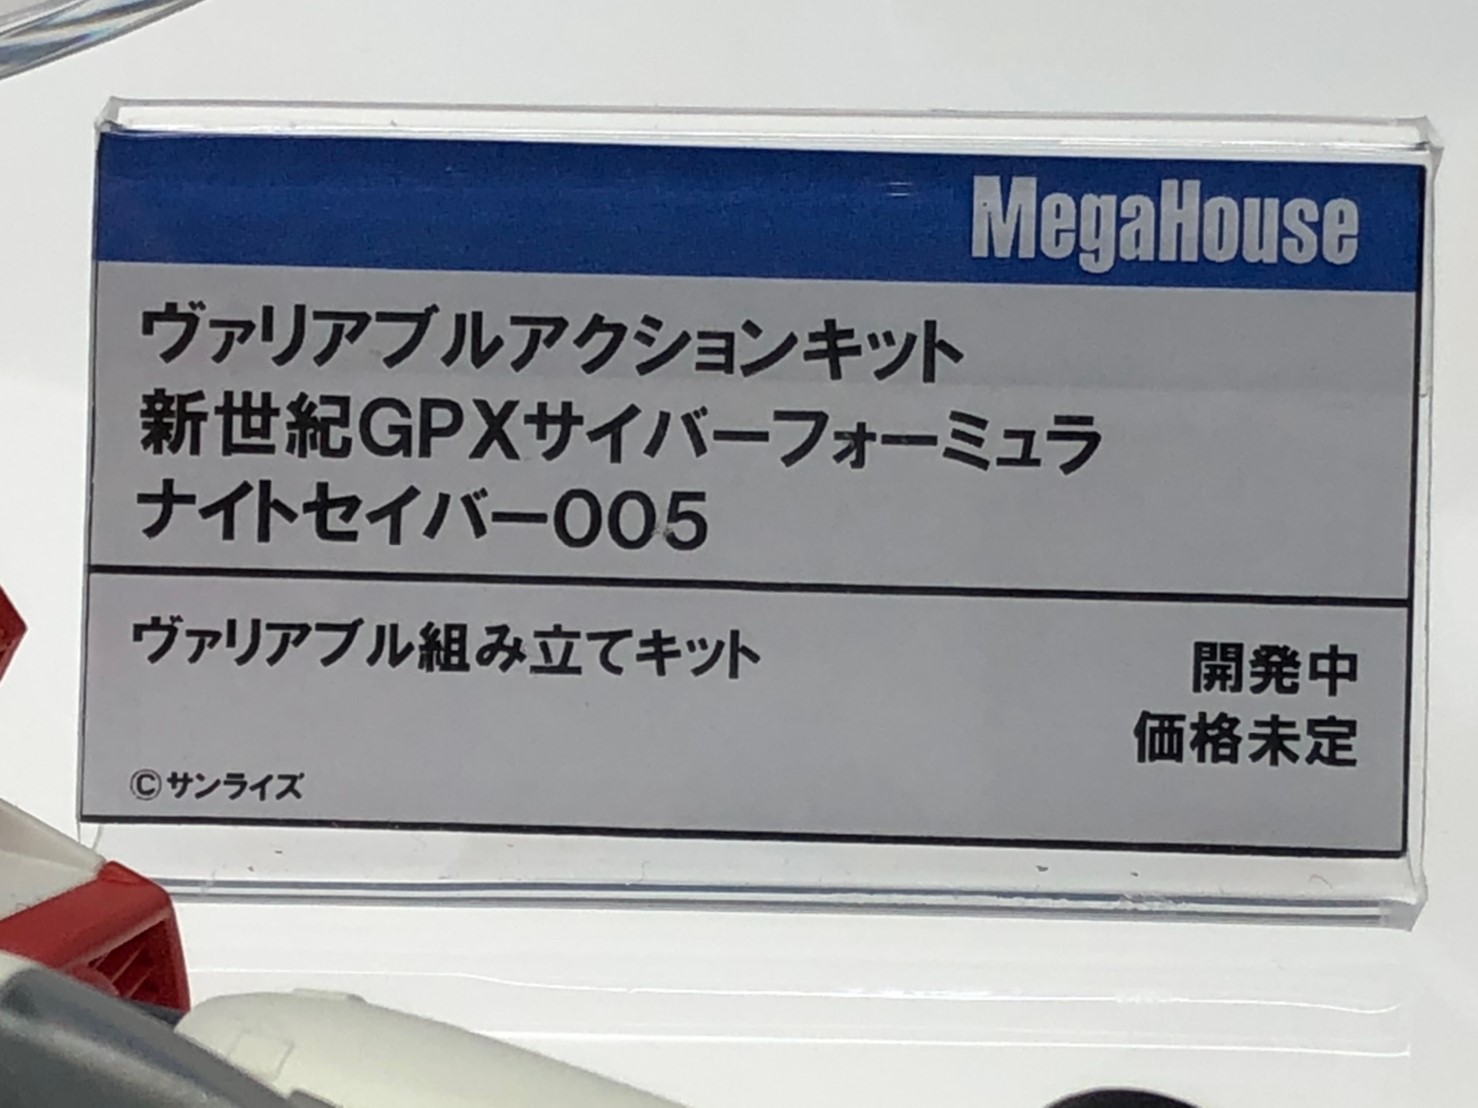 MegaHouse
ヴァリアブルアクションキット
新世紀GPXサイバーフォーミュラ
ナイトセイバー005
ヴァリアブル組み立てキット
開発中
価格未定
©サンライズ